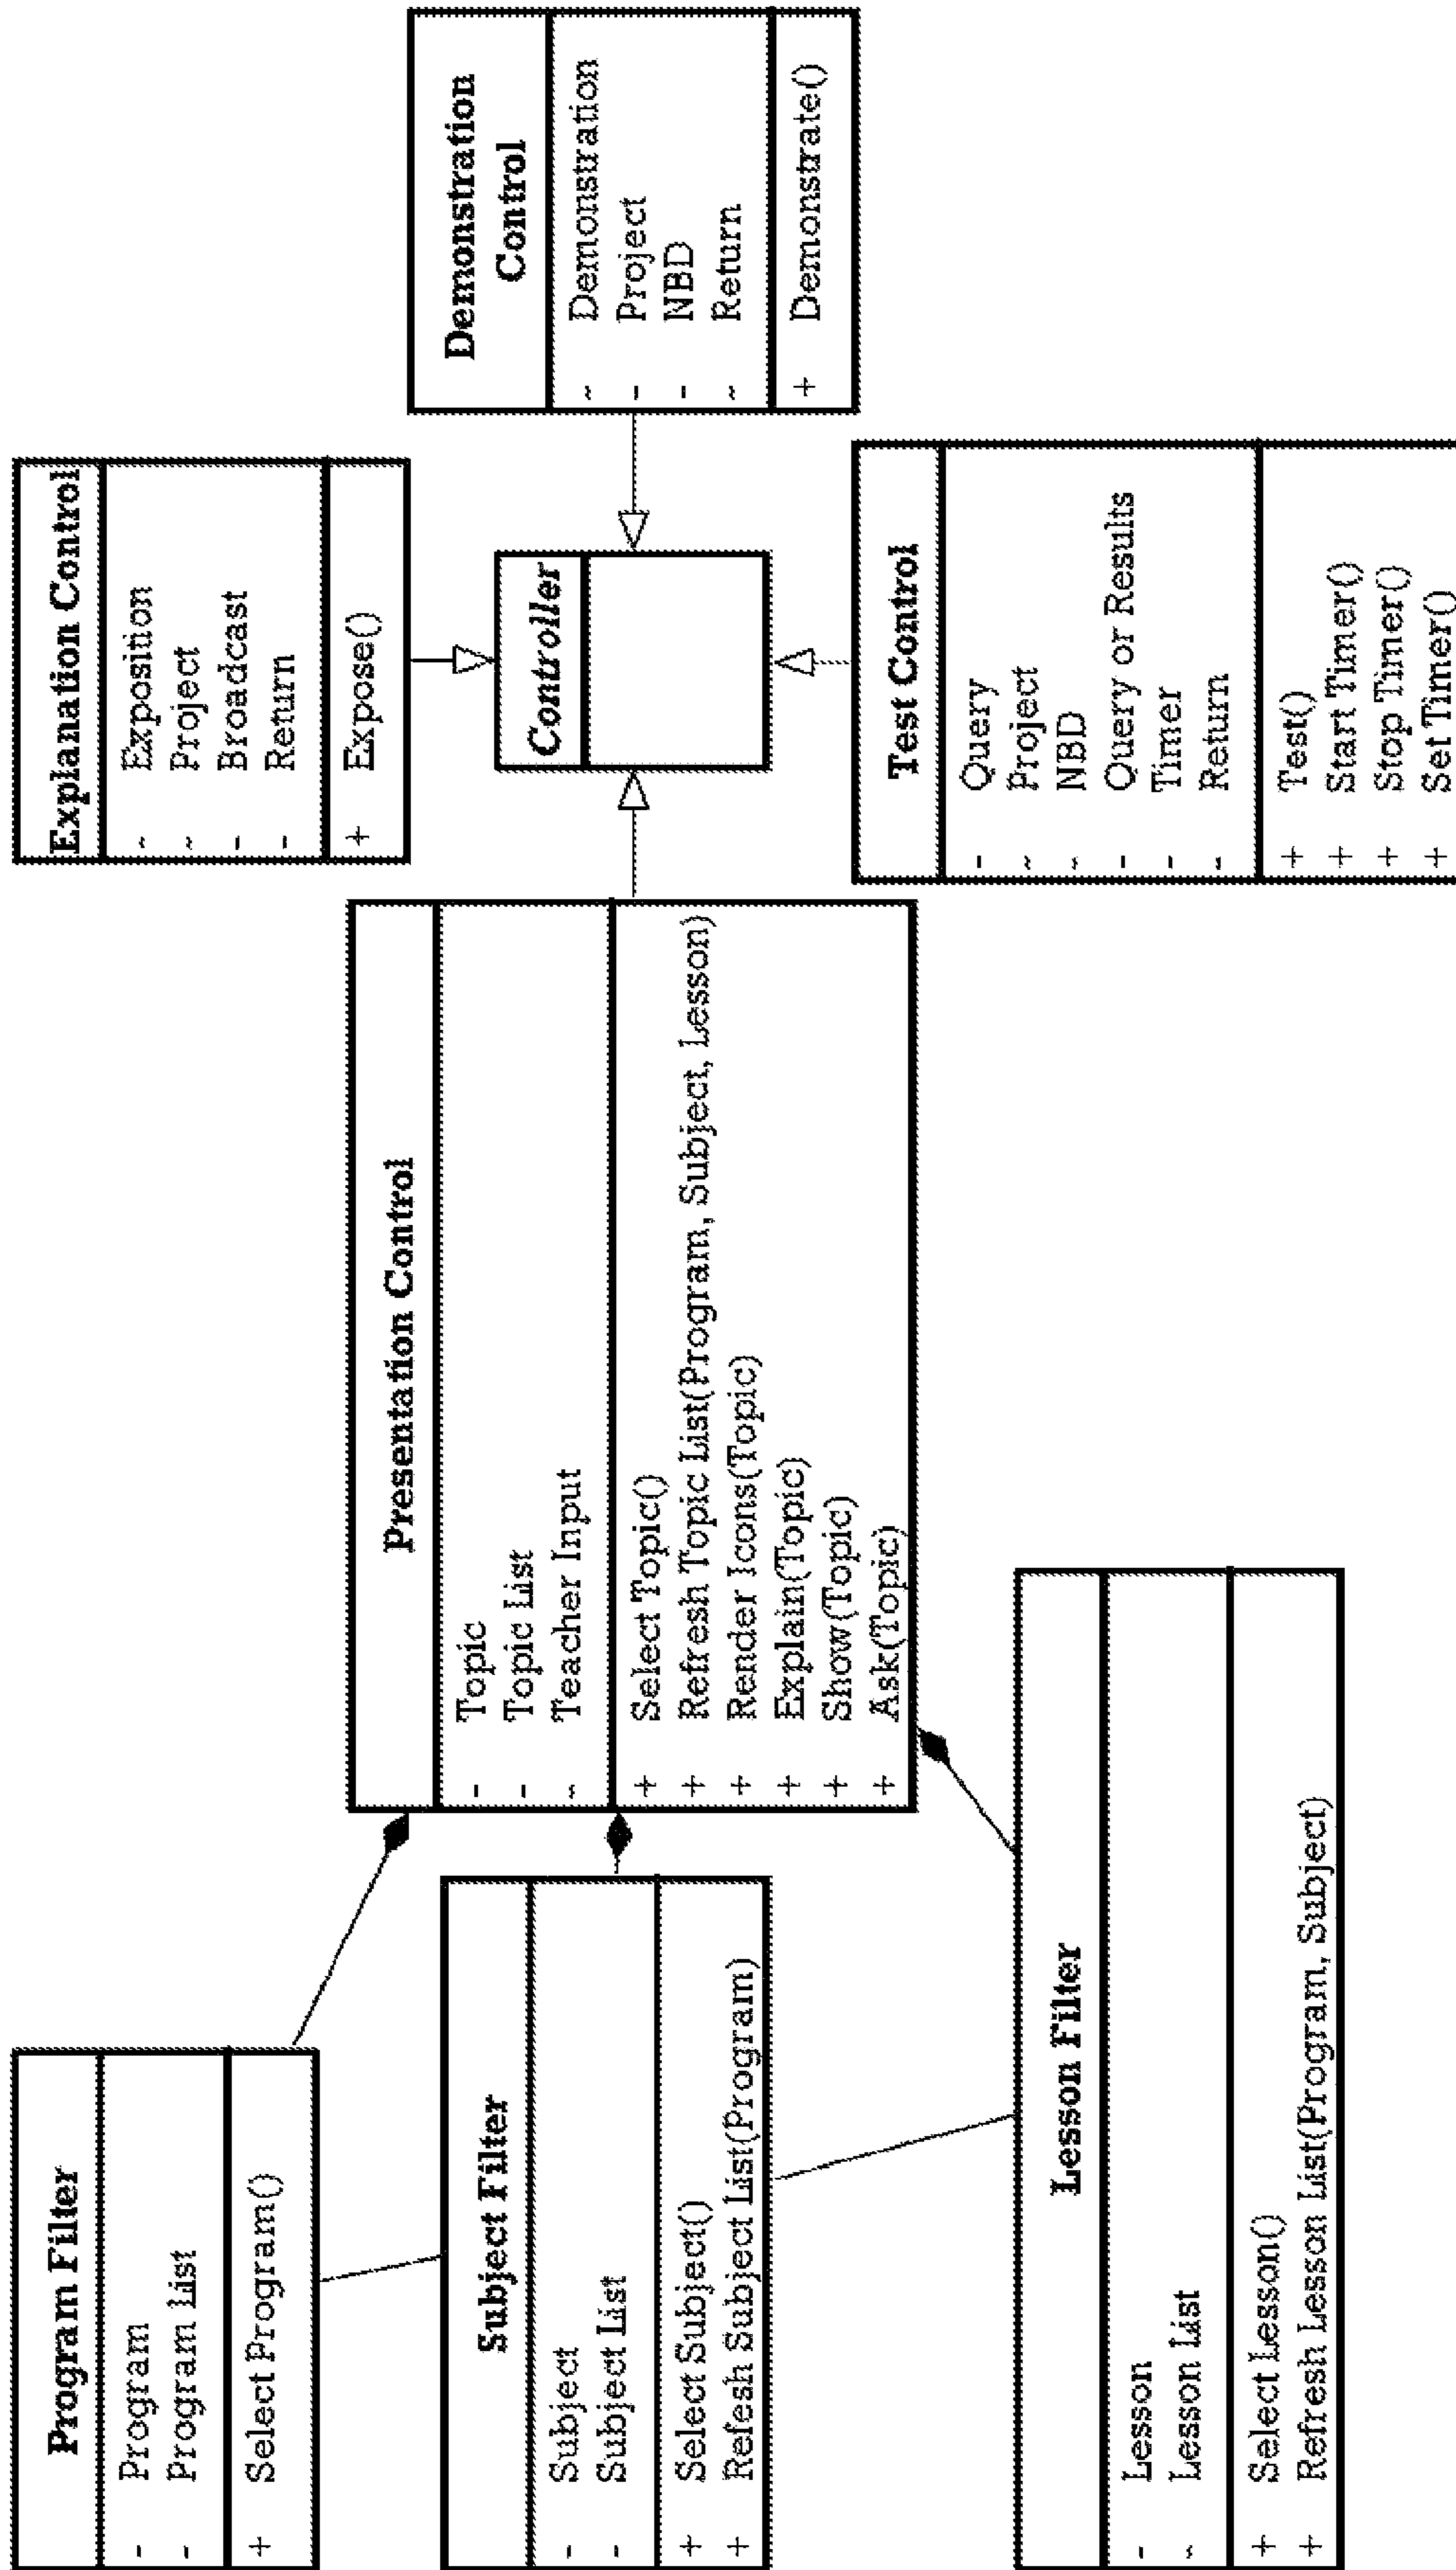 Program Filter
- Program
- Program List
+ Select Program()
Subject Filter
- Subject
- Subject List
+ Select Subject()
+ Refesh Subject List(Program)
Lesson Filter
- Lesson
~ Lesson List
+ Select Lesson()
+ Refresh Lesson List(Program, Subject)
Presentation Control
- Topic
- Topic List
~ Teacher Input
+ Select Topic()
+ Refresh Topic List(Program, Subject, Lesson)
+ Render Icons(Topic)
+ Explain(Topic)
+ Show(Topic)
+ Ask(Topic)
Explanation Control
~ Exposition
~ Project
- Broadcast
- Return
+ Expose()
Controller
Test Control
- Query
~ Project
~ NBD
- Query or Results
- Timer
~ Return
+ Test()
+ Start Timer()
+ Stop Timer()
+ Set Timer()
Demonstration
Control
~ Demonstration
- Project
- NBD
~ Return
+ Demonstrate()